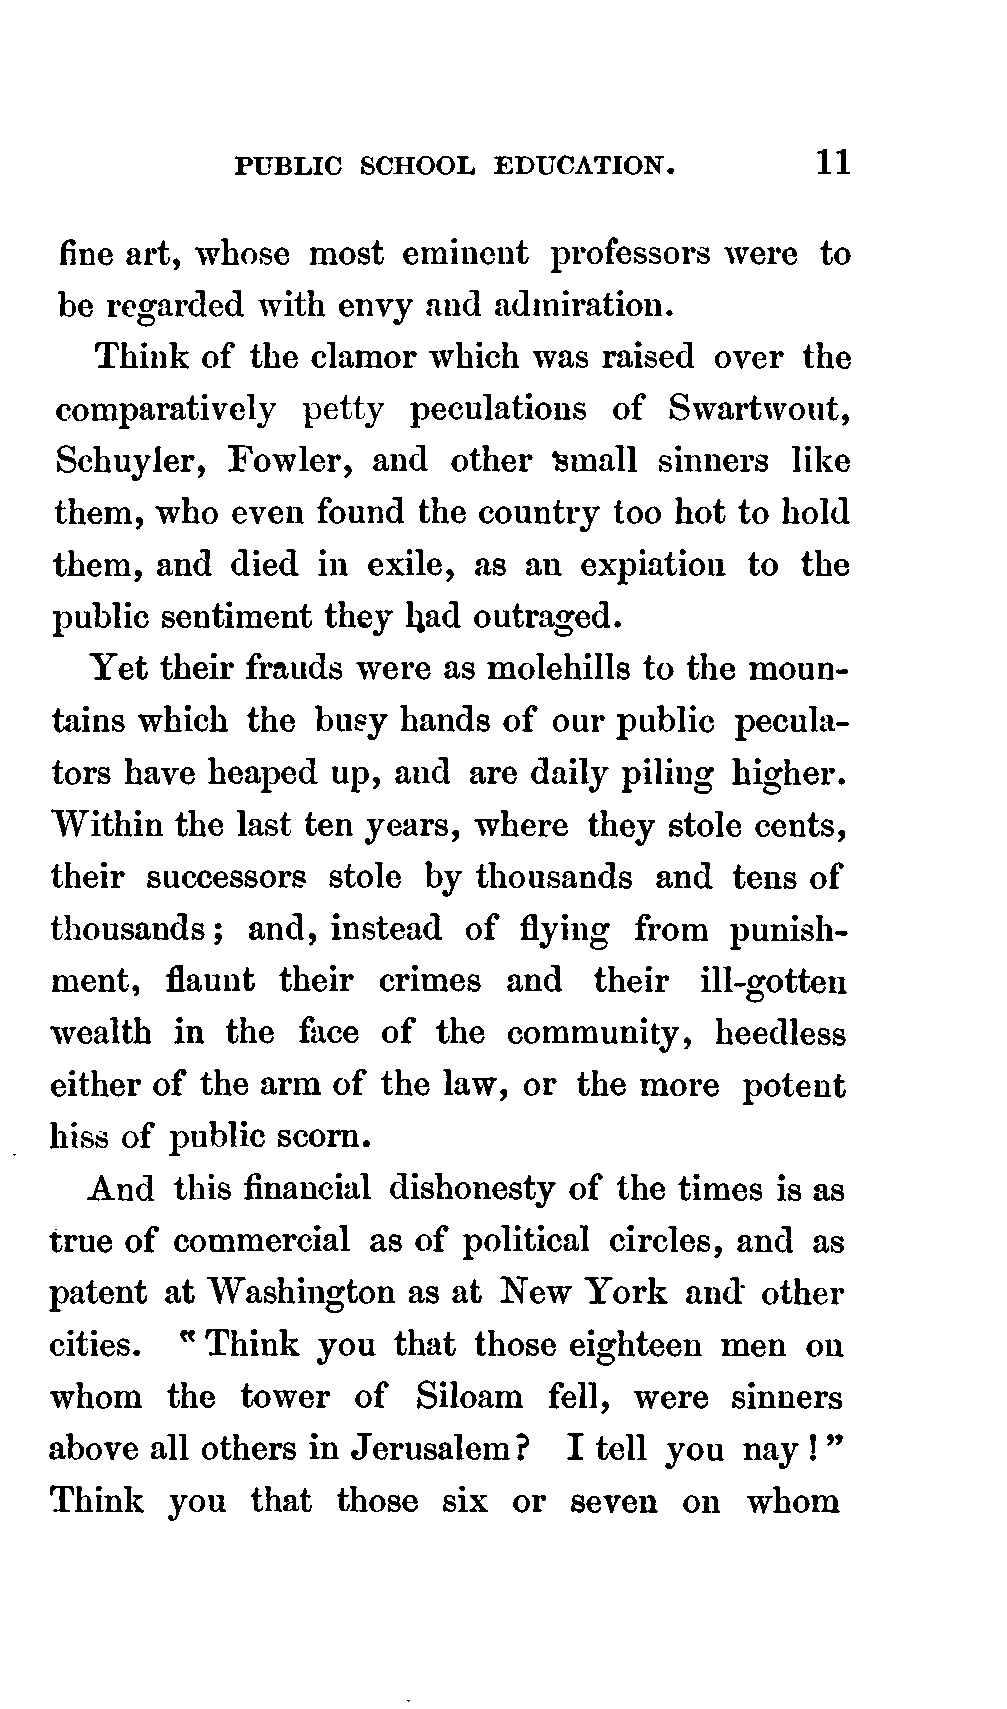 PUBLIC SCHOOL EDUCATION. 11
fine art, whose most eminent professors were to
be regarded with envy and admiration.
Think of the clamor which was raised over the
comparatively petty peculations of Swartwout,
Schuyler, Fowler, and other small sinners like
them, who even found the country too hot to hold
them, and died in exile, as an expiation to the
public sentiment they had outraged.
Yet their frauds were as molehills to the moun-
tains which the busy hands of our public pecula-
tors have heaped up, and are daily piling higher.
Within the last ten years, where they stole cents,
their successors stole by thousands and tens of
thousands; and, instead of flying from punish-
ment, flaunt their crimes and their ill-gotten
wealth in the face of the community, heedless
either of the arm of the law, or the more potent
hiss of public scorn.
And this financial dishonesty of the times is as
true of commercial as of political circles, and as
patent at Washington as at New York and other
cities. "Think you that those eighteen men on
whom the tower of Siloam fell, were sinners
above all others in Jerusalem? I tell you nay!"
Think you that those six or seven on whom